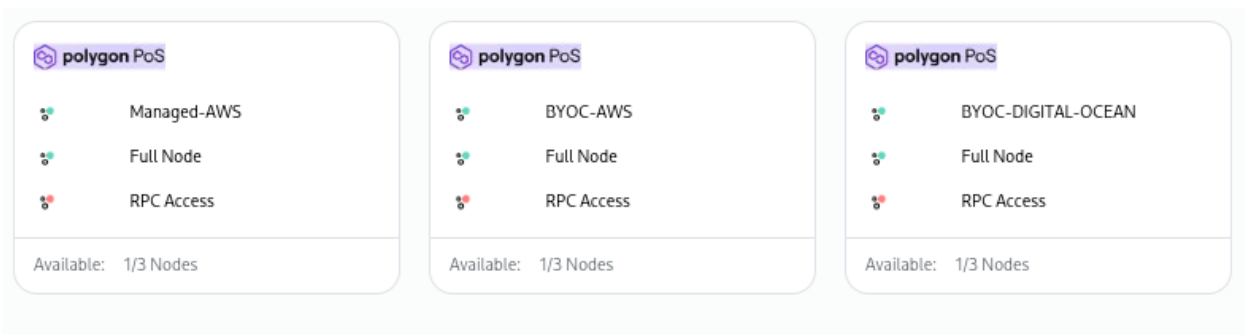 polygon PoS
Managed-AWS
Full Node
RPC Access
Available: 1/3 Nodes
polygon PoS
BYOC-AWS
Full Node
RPC Access
Available: 1/3 Nodes
polygon PoS
BYOC-DIGITAL-OCEAN
Full Node
RPC Access
Available: 1/3 Nodes